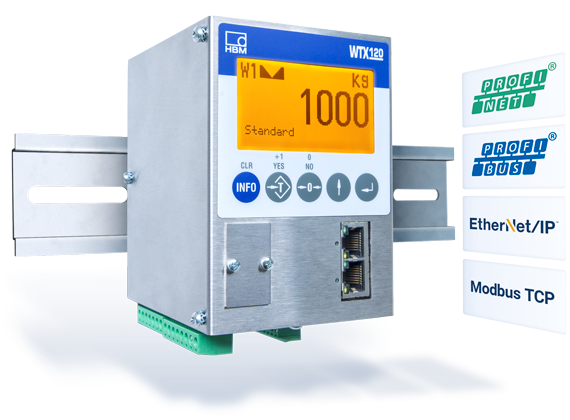 HBM
WTX120
W1
kg
1000
Standard
+1
0
CLR
YES
NO
INFO
T
0
PROFI
NET
PROFI
BUS
EtherNet/IP
Modbus TCP